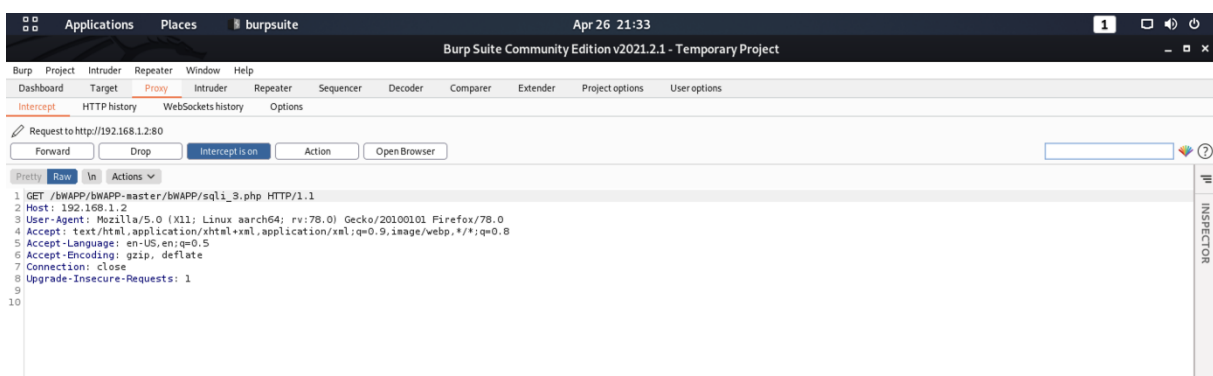 Applications Places burpsuite Apr 26 21:33 1
Burp Suite Community Edition v2021.2.1 - Temporary Project
Burp Project Intruder Repeater Window Help
Dashboard Target Proxy Intruder Repeater Sequencer Decoder Comparer Extender Project options User options
Intercept HTTP history WebSockets history Options
Request to http://192.168.1.2:80
Forward Drop Intercept is on Action Open Browser ?
Pretty Raw \n Actions
1 GET /bWAPP/bWAPP-master/bWAPP/sqli_3.php HTTP/1.1
2 Host: 192.168.1.2
3 User-Agent: Mozilla/5.0 (X11; Linux aarch64; rv:78.0) Gecko/20100101 Firefox/78.0
4 Accept: text/html,application/xhtml+xml,application/xml;q=0.9,image/webp,*/*;q=0.8
5 Accept-Language: en-US,en;q=0.5
6 Accept-Encoding: gzip, deflate
7 Connection: close
8 Upgrade-Insecure-Requests: 1
9
10
INSPECTOR